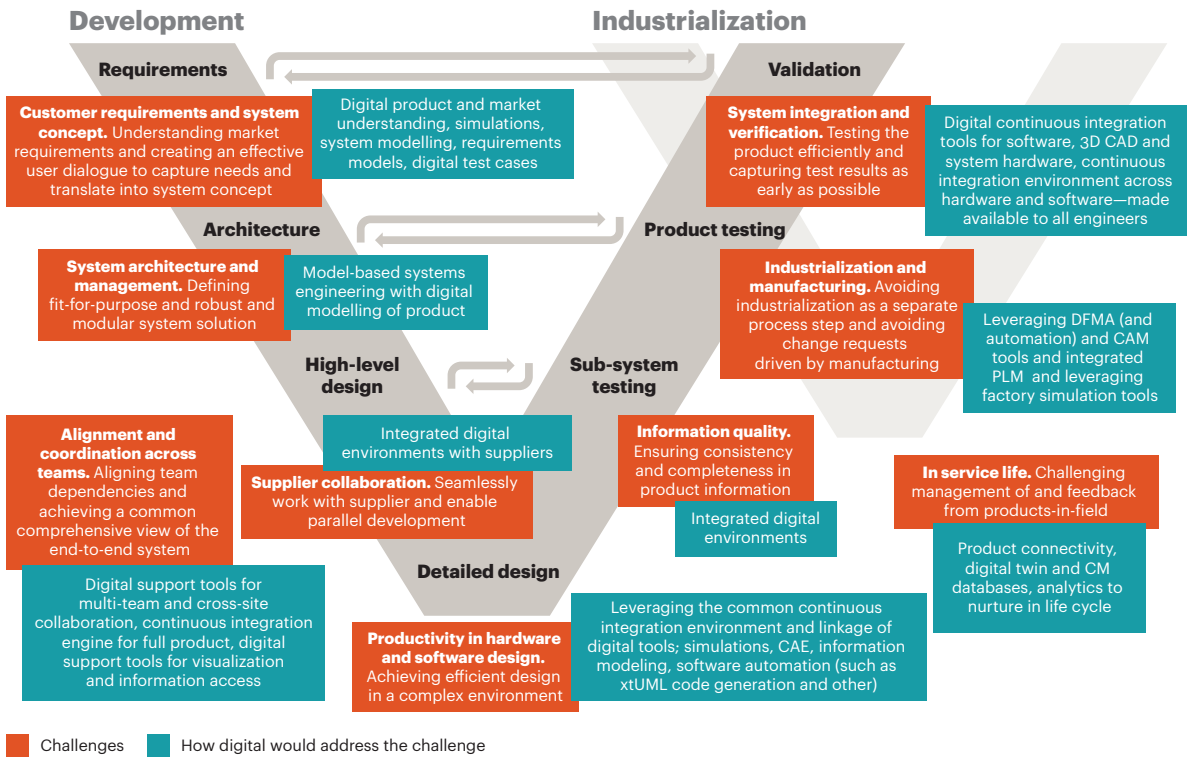 Development
Industrialization
Requirements
Validation
Customer requirements and system
concept. Understanding market
requirements and creating an effective
user dialogue to capture needs and
translate into system concept
Digital product and market
understanding, simulations,
system modelling, requirements
models, digital test cases
System integration and
verification. Testing the
product efficiently and
capturing test results as
early as possible
Digital continuous integration
tools for software, 3D CAD and
system hardware, continuous
integration environment across
hardware and software—made
available to all engineers
Architecture
Product testing
System architecture and
management. Defining
fit-for-purpose and robust and
modular system solution
Model-based systems
engineering with digital
modelling of product
Industrialization and
manufacturing. Avoiding
industrialization as a separate
process step and avoiding
change requests
driven by manufacturing
Leveraging DFMA (and
automation) and CAM
tools and integrated
PLM and leveraging
factory simulation tools
High-level
design
Sub-system
testing
Alignment and
coordination across
teams. Aligning team
dependencies and
achieving a common
comprehensive view of the
end-to-end system
Digital support tools for
multi-team and cross-site
collaboration, continuous integration
engine for full product, digital
support tools for visualization
and information access
Integrated digital
environments with suppliers
Supplier collaboration. Seamlessly
work with supplier and enable
parallel development
Information quality.
Ensuring consistency
and completeness in
product information
Integrated digital
environments
In service life. Challenging
management of and feedback
from products-in-field
Product connectivity,
digital twin and CM
databases, analytics to
nurture in life cycle
Detailed design
Productivity in hardware
and software design.
Achieving efficient design
in a complex environment
Leveraging the common continuous
integration environment and linkage of
digital tools; simulations, CAE, information
modeling, software automation (such as
xtUML code generation and other)
Challenges
How digital would address the challenge